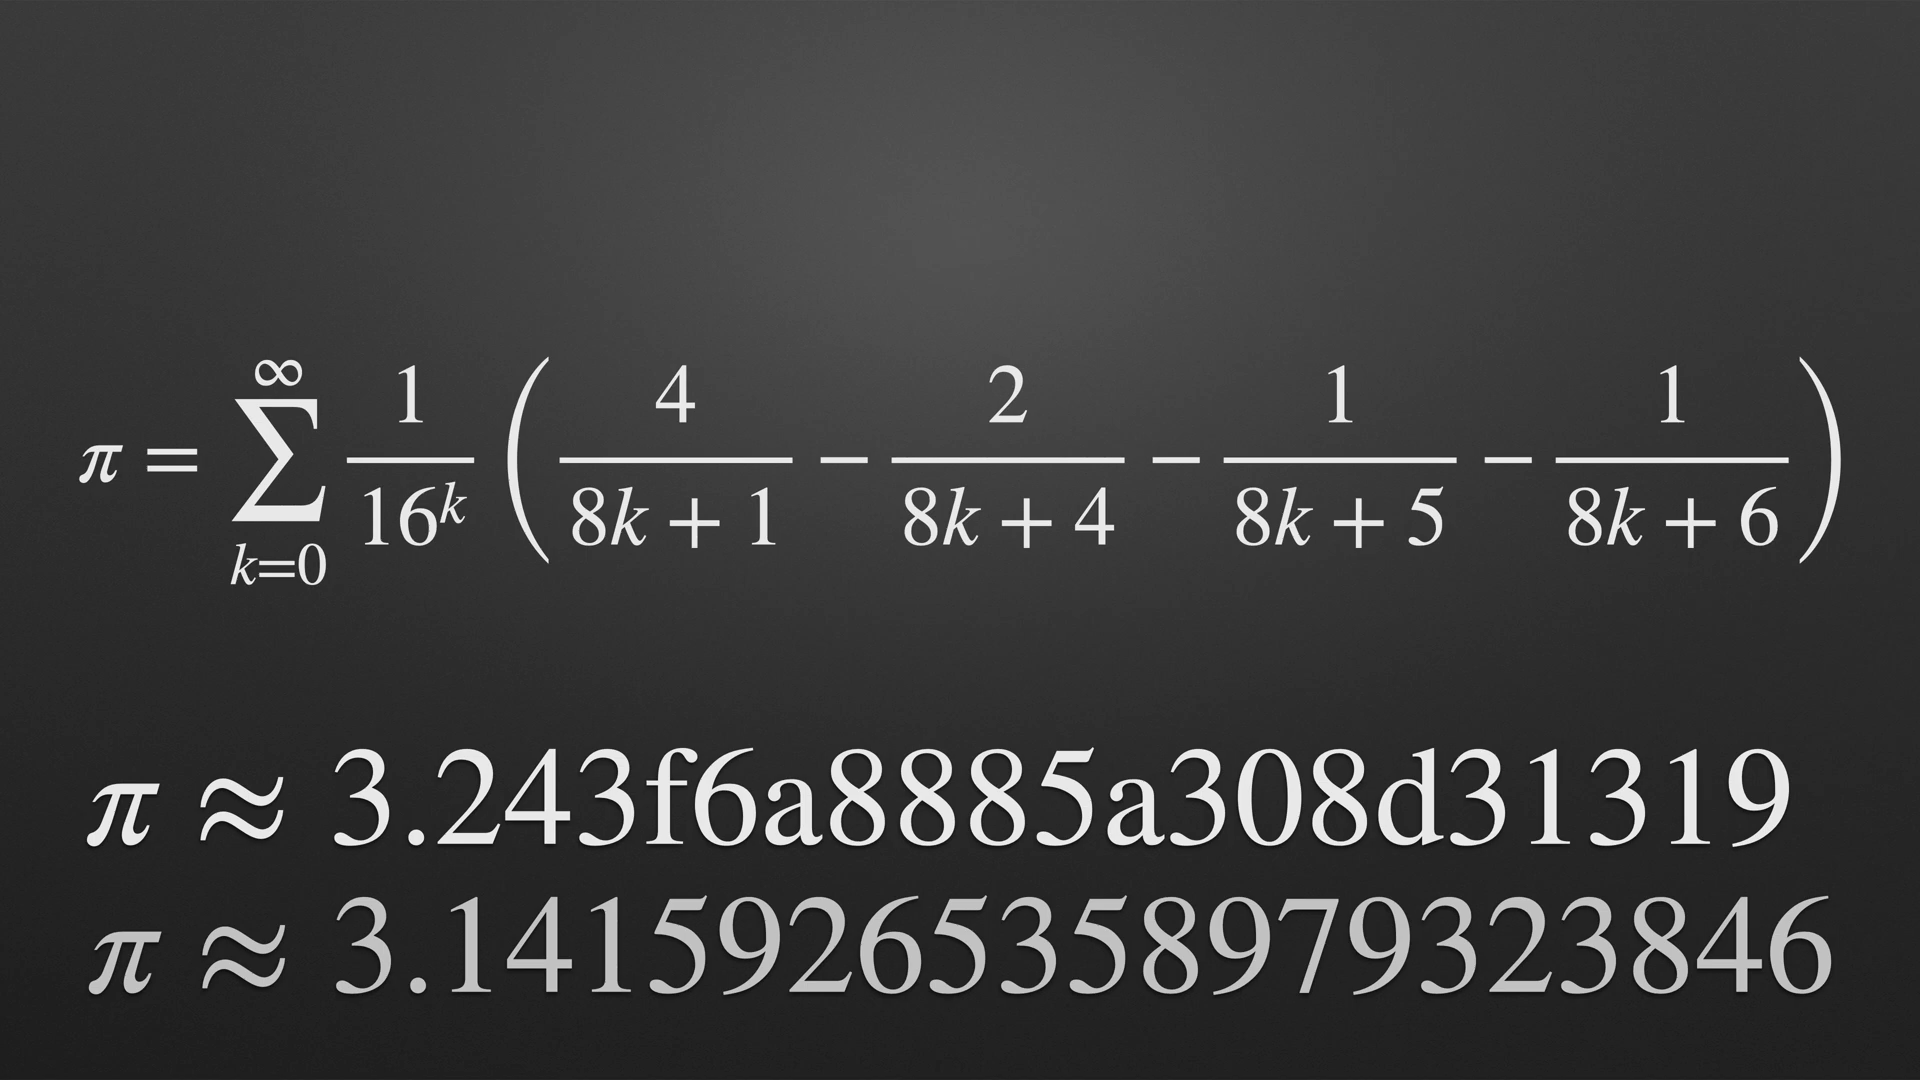 π = ∞∑k=0 1/16^k ( 4/(8k + 1) − 2/(8k + 4) − 1/(8k + 5) − 1/(8k + 6) )
π ≈ 3.243f6a8885a308d31319
π ≈ 3.14159265358979323846